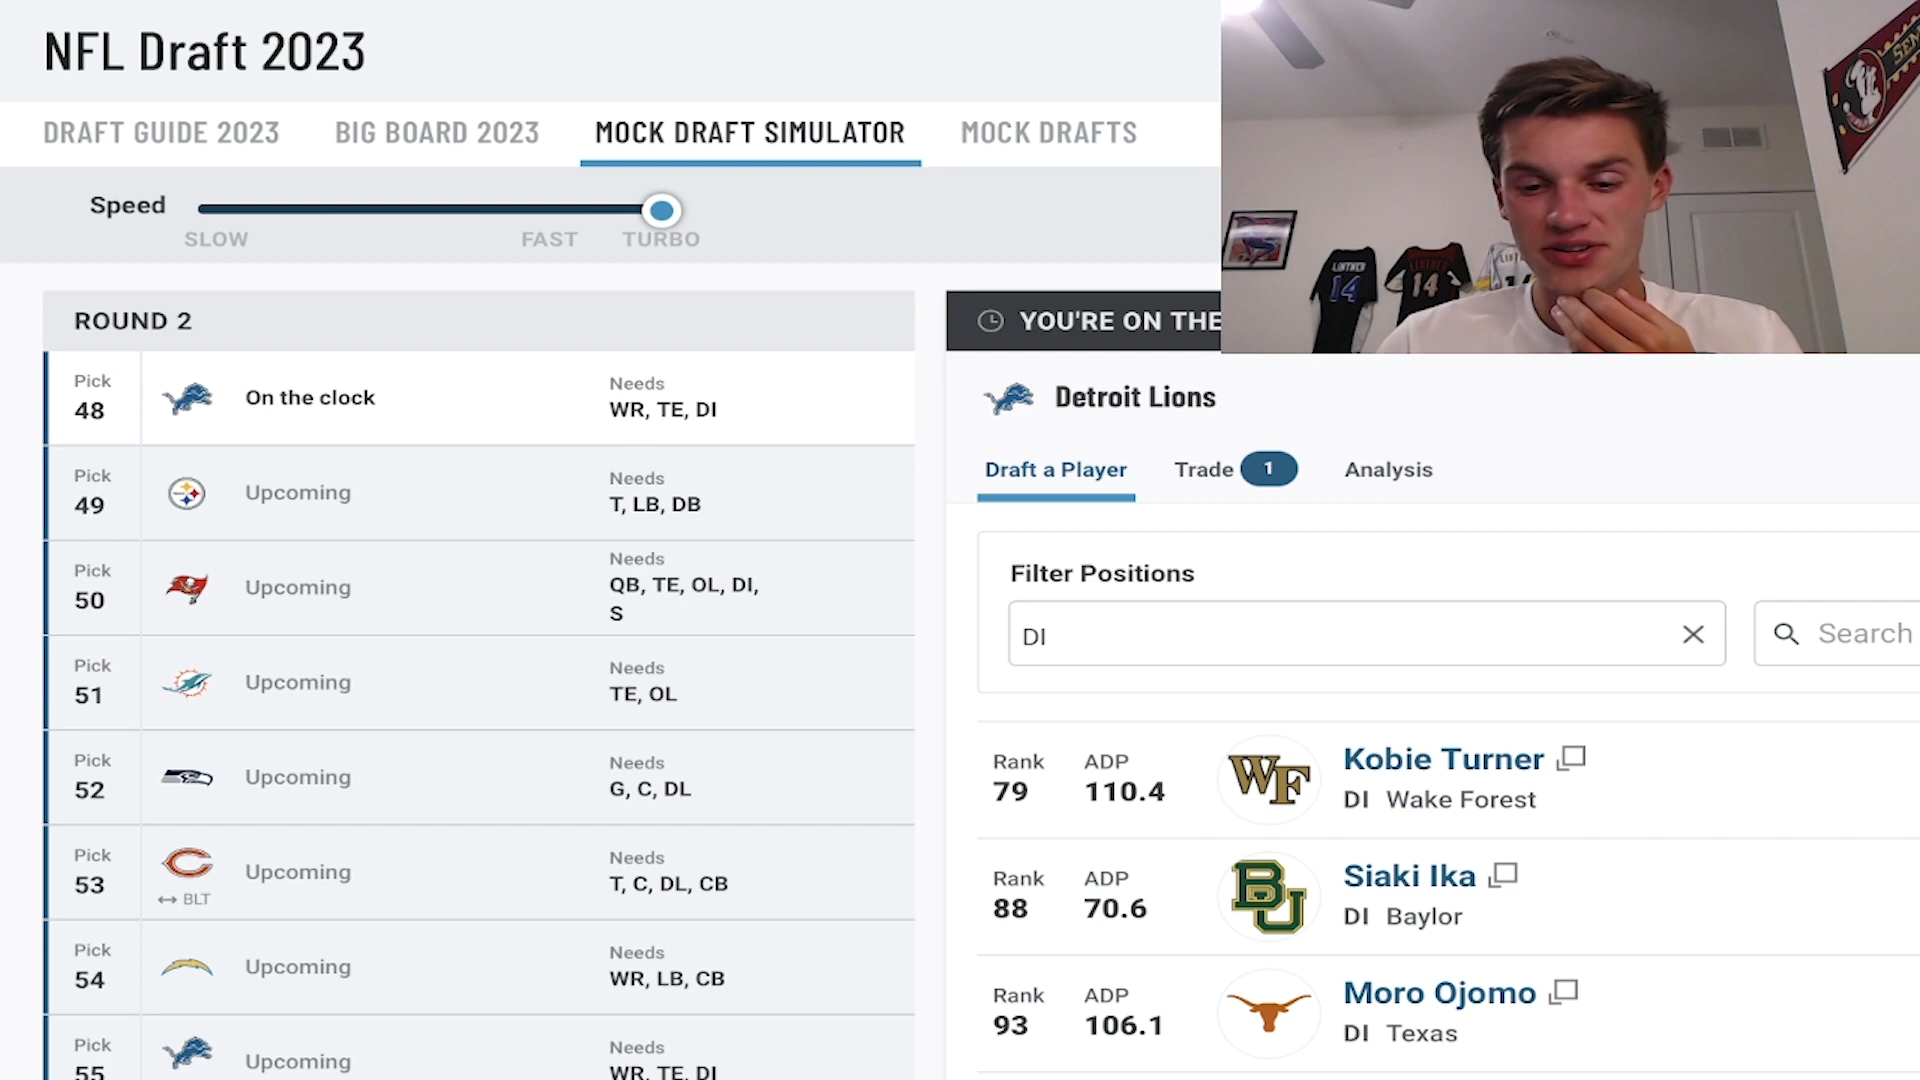 NFL Draft 2023
DRAFT GUIDE 2023
BIG BOARD 2023
MOCK DRAFT SIMULATOR
MOCK DRAFTS
Speed
SLOW
FAST
TURBO
ROUND 2
Pick
48
On the clock
Needs
WR, TE, DI
Pick
49
Upcoming
Needs
T, LB, DB
Pick
50
Upcoming
Needs
QB, TE, OL, DI,
S
Pick
51
Upcoming
Needs
TE, OL
Pick
52
Upcoming
Needs
G, C, DL
Pick
53
BLT
Upcoming
Needs
T, C, DL, CB
Pick
54
Upcoming
Needs
WR, LB, CB
Pick
55
Upcoming
Needs
WR, TE, DI
YOU'RE ON THE
Detroit Lions
Draft a Player
Trade 1
Analysis
Filter Positions
DI
Search
Rank
79
ADP
110.4
WF
Kobie Turner
DI Wake Forest
Rank
88
ADP
70.6
BU
Siaki Ika
DI Baylor
Rank
93
ADP
106.1
Moro Ojomo
DI Texas
LINTNER
14
14
SEM